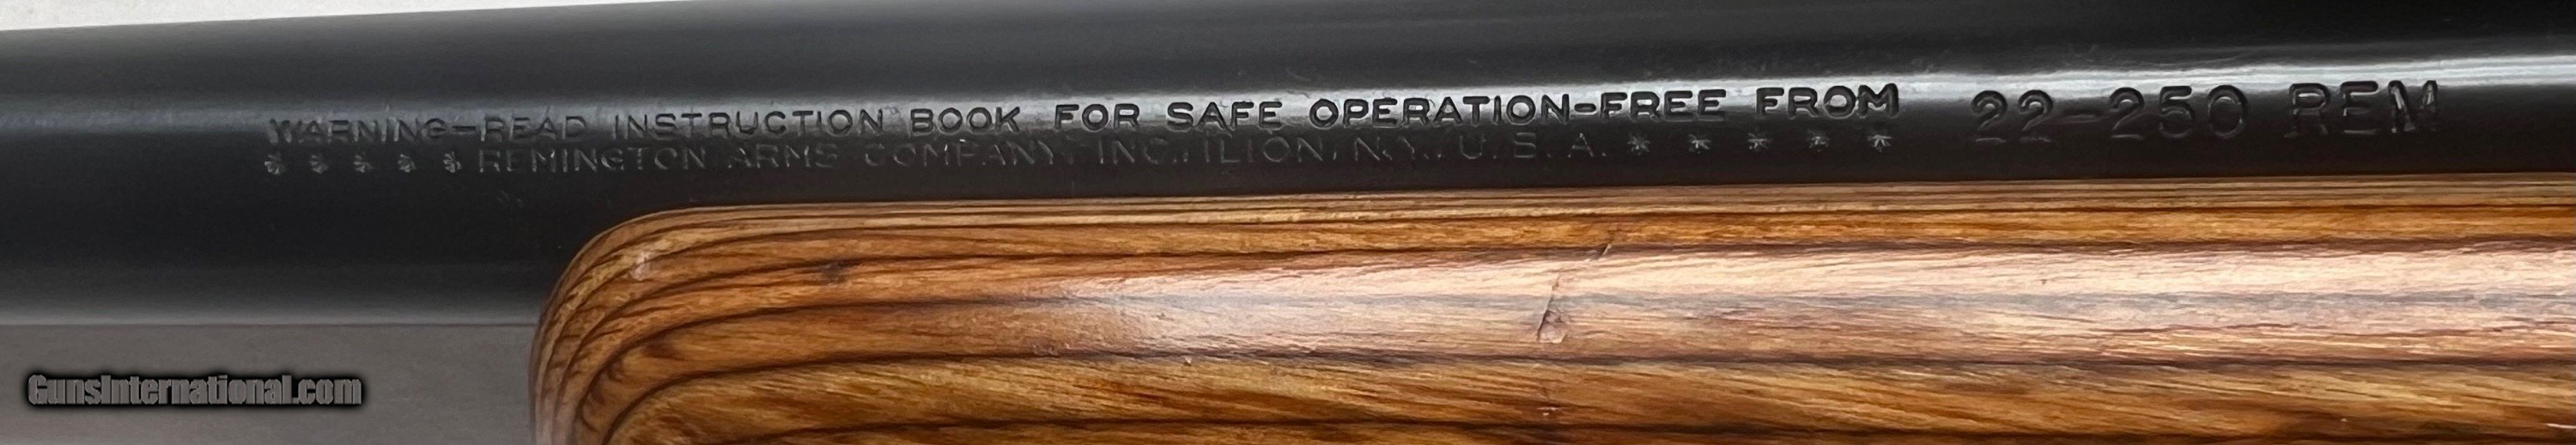 WARNING-READ INSTRUCTION BOOK FOR SAFE OPERATION-FREE FROM
* * * * * REMINGTON ARMS COMPANY, INC., ILION, N.Y., U.S.A. * * * * *
22-250 REM
GunsInternational.com